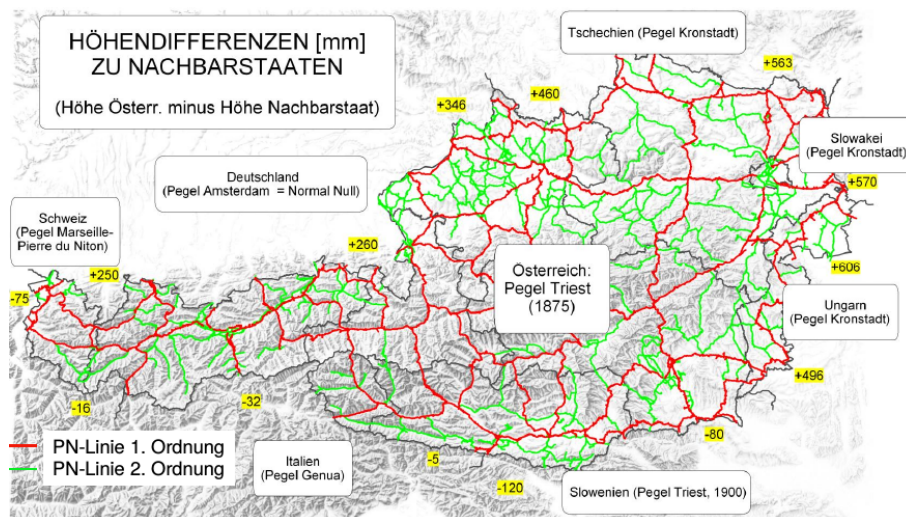 HÖHENDIFFERENZEN [mm]
ZU NACHBARSTAATEN
(Höhe Österr. minus Höhe Nachbarstaat)
Tschechien (Pegel Kronstadt)
+563
+460
+346
Slowakei
(Pegel Kronstadt)
Deutschland
(Pegel Amsterdam = Normal Null)
+570
Schweiz
(Pegel Marseille-
Pierre du Niton)
+260
+250
Österreich:
Pegel Triest
(1875)
+606
-75
Ungarn
(Pegel Kronstadt)
+496
-16
-32
-80
PN-Linie 1. Ordnung
PN-Linie 2. Ordnung
Italien
(Pegel Genua)
-5
-120
Slowenien (Pegel Triest, 1900)